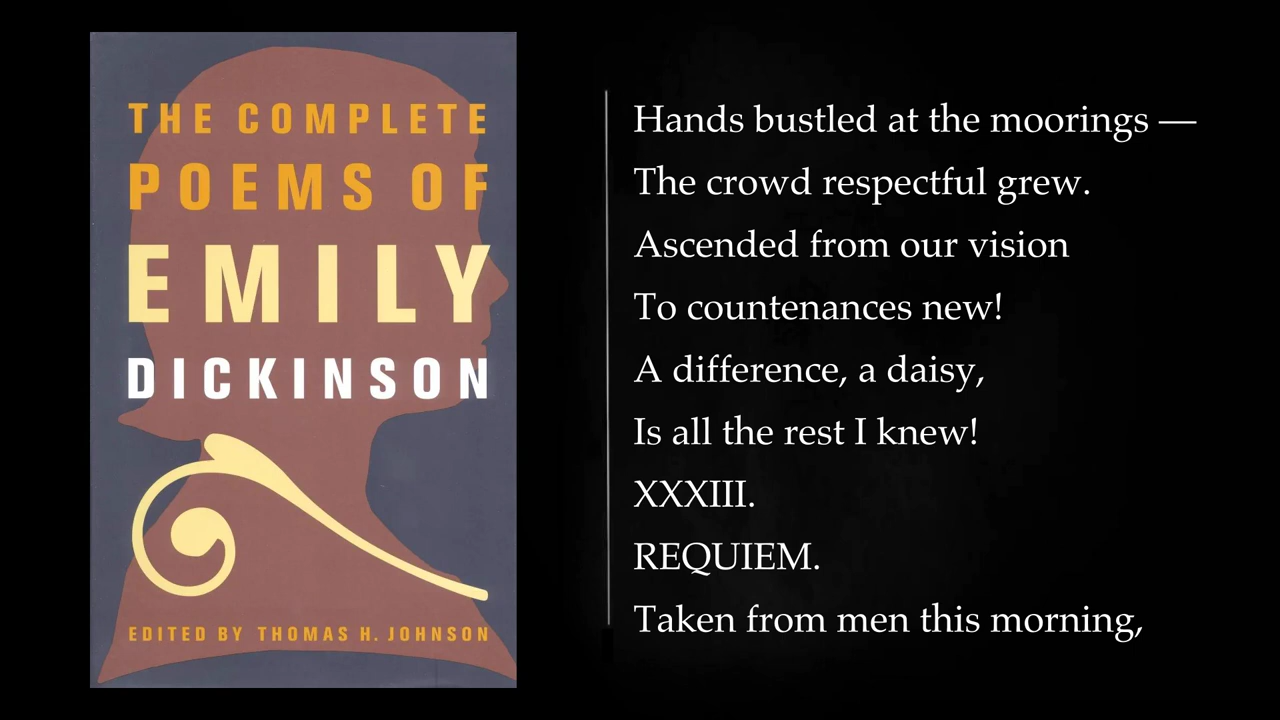 THE COMPLETE
POEMS OF
EMILY
DICKINSON
EDITED BY THOMAS H. JOHNSON
Hands bustled at the moorings —
The crowd respectful grew.
Ascended from our vision
To countenances new!
A difference, a daisy,
Is all the rest I knew!
XXXIII.
REQUIEM.
Taken from men this morning,